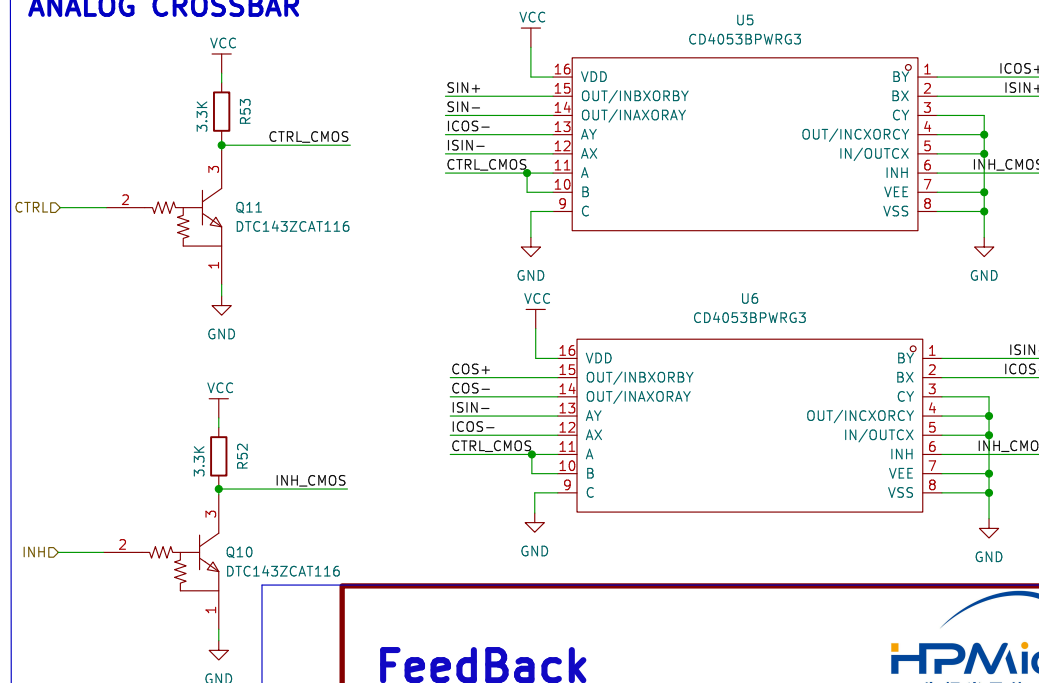 ANALOG CROSSBAR
VCC
3.3K
R53
CTRL_CMOS
3
CTRL
2
Q11
DTC143ZCAT116
1
GND
VCC
3.3K
R52
INH_CMOS
3
INH
2
Q10
DTC143ZCAT116
1
GND
VCC
U5
CD4053BPWRG3
16 VDD
SIN+ 15 OUT/INBXORBY
SIN− 14 OUT/INAXORAY
ICOS− 13 AY
ISIN− 12 AX
CTRL_CMOS 11 A
10 B
9 C
BY 1 ICOS+
BX 2 ISIN+
CY 3
OUT/INCXORCY 4
IN/OUTCX 5
INH 6 INH_CMOS
VEE 7
VSS 8
GND
GND
VCC
U6
CD4053BPWRG3
16 VDD
COS+ 15 OUT/INBXORBY
COS− 14 OUT/INAXORAY
ISIN− 13 AY
ICOS− 12 AX
CTRL_CMOS 11 A
10 B
9 C
BY 1 ISIN
BX 2 ICOS
CY 3
OUT/INCXORCY 4
IN/OUTCX 5
INH 6 INH_CMO
VEE 7
VSS 8
GND
GND
FeedBack
HPMic